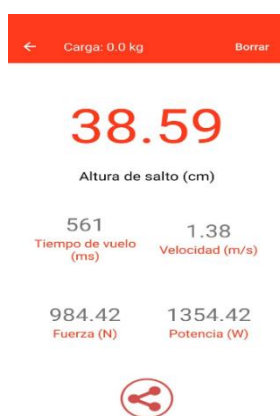 Carga: 0.0 kg
Borrar
38.59
Altura de salto (cm)
561
Tiempo de vuelo
(ms)
1.38
Velocidad (m/s)
984.42
Fuerza (N)
1354.42
Potencia (W)